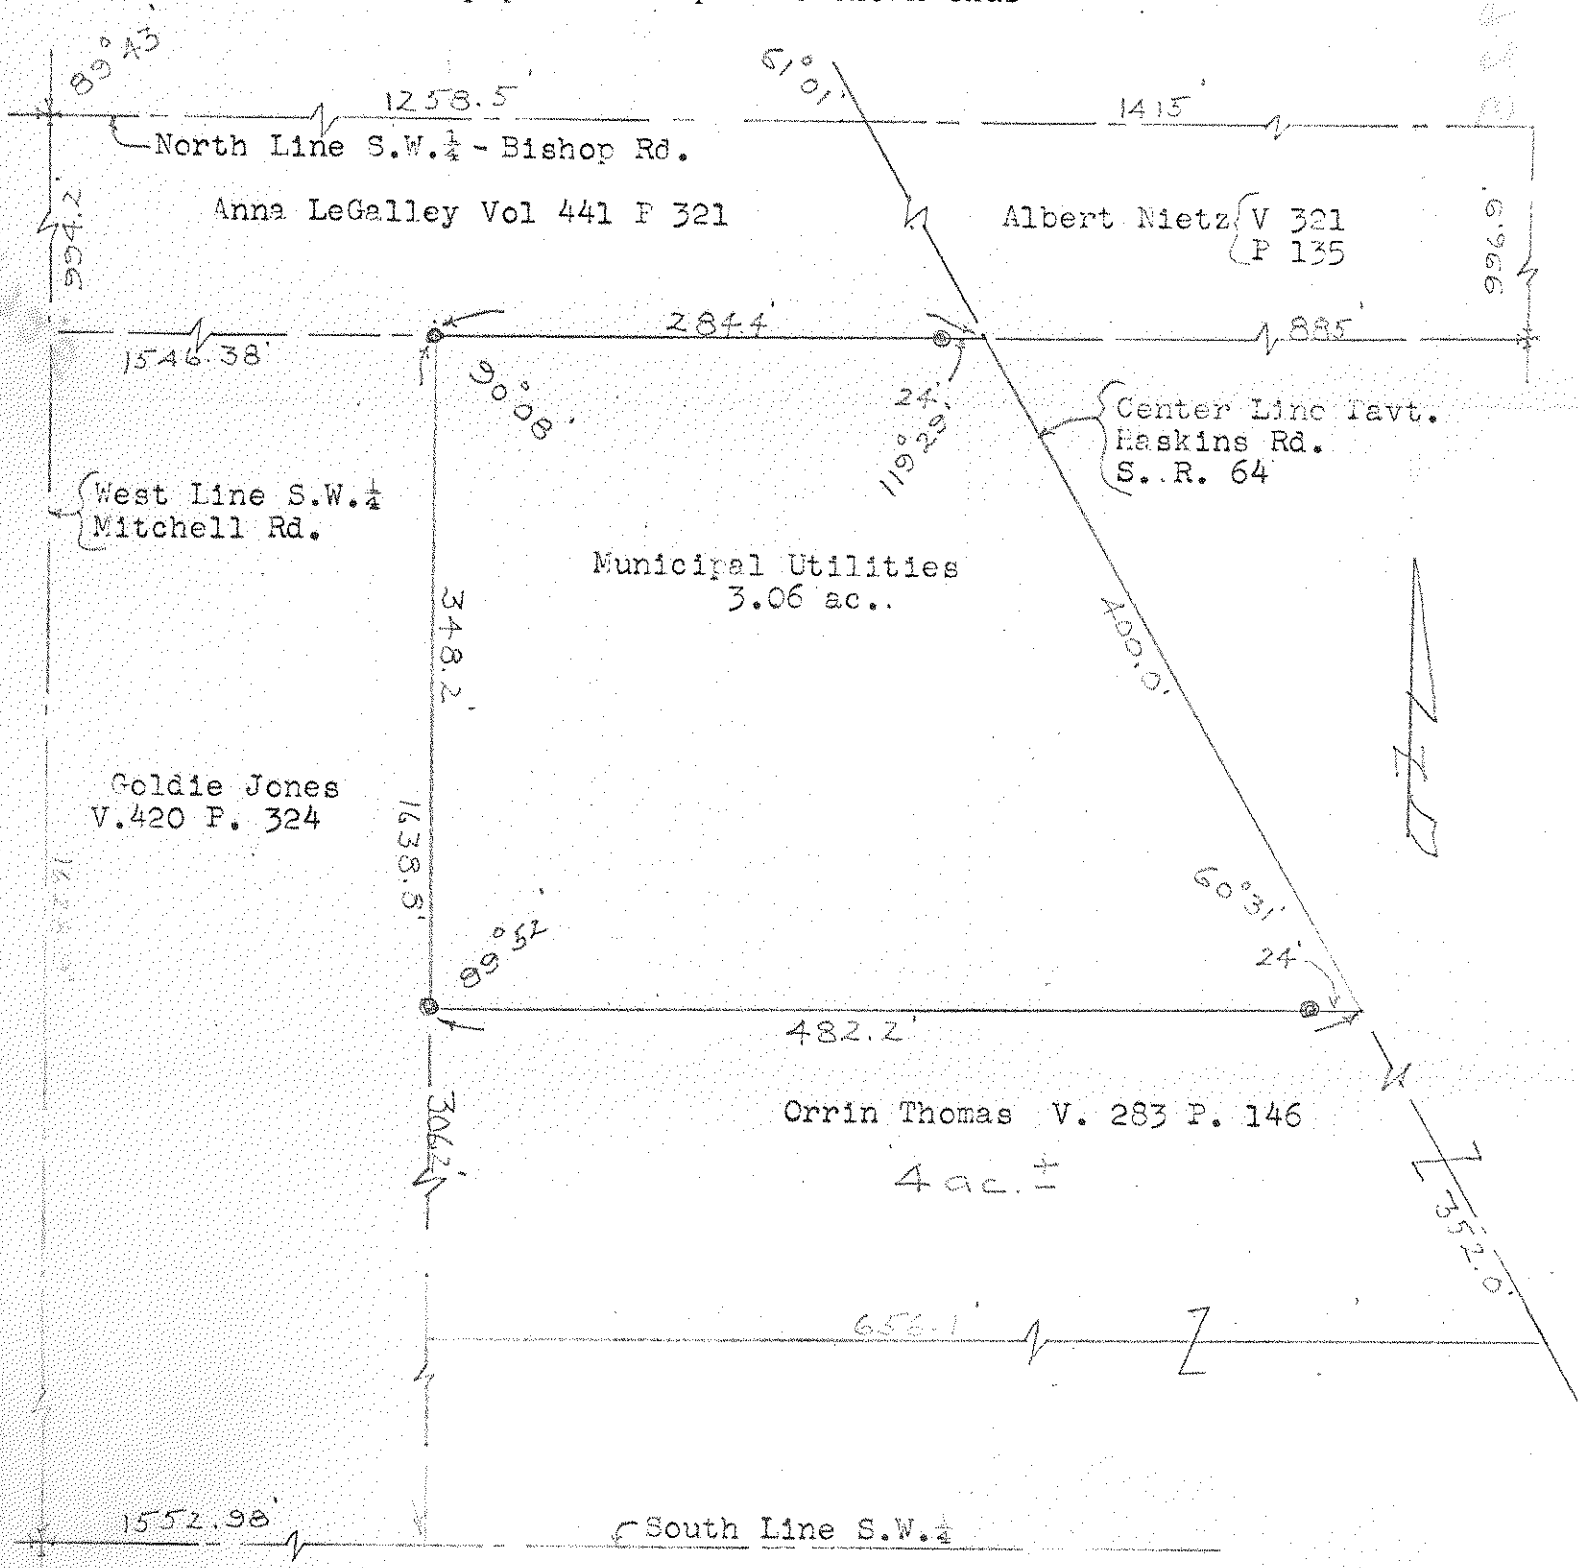 89° 43'
1258.5'
61° 01'
1415'
North Line S.W.¼ - Bishop Rd.
Anna LeGalley Vol 441 P 321
Albert Nietz V 321
P 135
994.2'
996.9'
1546.38'
284.4'
885'
90° 08'
24'
119° 29'
Center Line Pavt.
Haskins Rd.
S. R. 64
West Line S.W.¼
Mitchell Rd.
Municipal Utilities
3.06 ac..
348.2'
400.0'
Goldie Jones
V.420 P. 324
1638.8'
60° 31'
89° 52'
24'
482.2'
306.2'
Orrin Thomas V. 283 P. 146
4 ac. ±
352.0'
656.1'
1552.98'
South Line S.W.¼